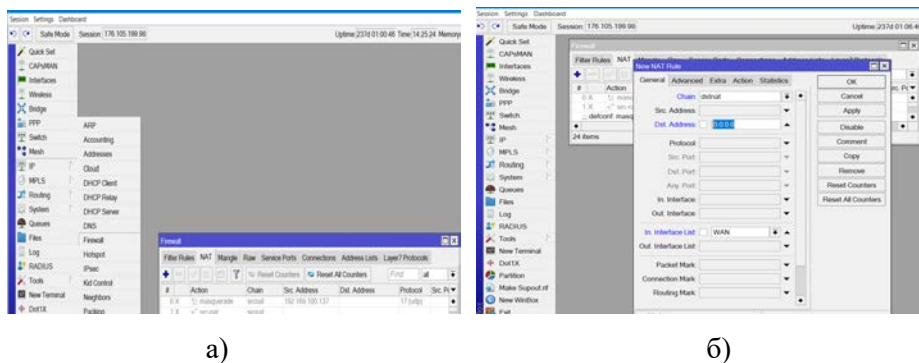 Session Settings Dashboard
Safe Mode Session: 176.105.199.98 Uptime: 237d 01:00:46 Time: 14:25:24 Memory
Quick Set
CAPsMAN
Interfaces
Wireless
Bridge
PPP
Switch
Mesh
IP
MPLS
Routing
System
Queues
Files
Log
RADIUS
Tools
New Terminal
Dot1X
ARP
Accounting
Addresses
Cloud
DHCP Client
DHCP Relay
DHCP Server
DNS
Firewall
Hotspot
IPsec
Kid Control
Neighbors
Packing
Firewall
Filter Rules NAT Mangle Raw Service Ports Connections Address Lists Layer7 Protocols
Reset Counters Reset All Counters Find all
# Action Chain Src. Address Dst. Address Protocol Src. Po
0 X masquerade srcnat 192.168.100.137 17 (udp)
1 X src-nat srcnat
а)
Session Settings Dashboard
Safe Mode Session: 176.105.199.98 Uptime: 237d 01:06:4
Quick Set
CAPsMAN
Interfaces
Wireless
Bridge
PPP
Switch
Mesh
IP
MPLS
Routing
System
Queues
Files
Log
RADIUS
Tools
New Terminal
Dot1X
Partition
Make Supout.rif
New WinBox
Exit
Firewall
Filter Rules NAT
# Action
0 X
1 X
;;; defconf: masq
24 items
New NAT Rule
General Advanced Extra Action Statistics
Chain: dstnat
Src. Address:
Dst. Address: 0.0.0.0
Protocol:
Src. Port:
Dst. Port:
Any. Port:
In. Interface:
Out. Interface:
In. Interface List: WAN
Out. Interface List:
Packet Mark:
Connection Mark:
Routing Mark:
OK
Cancel
Apply
Disable
Comment
Copy
Remove
Reset Counters
Reset All Counters
б)